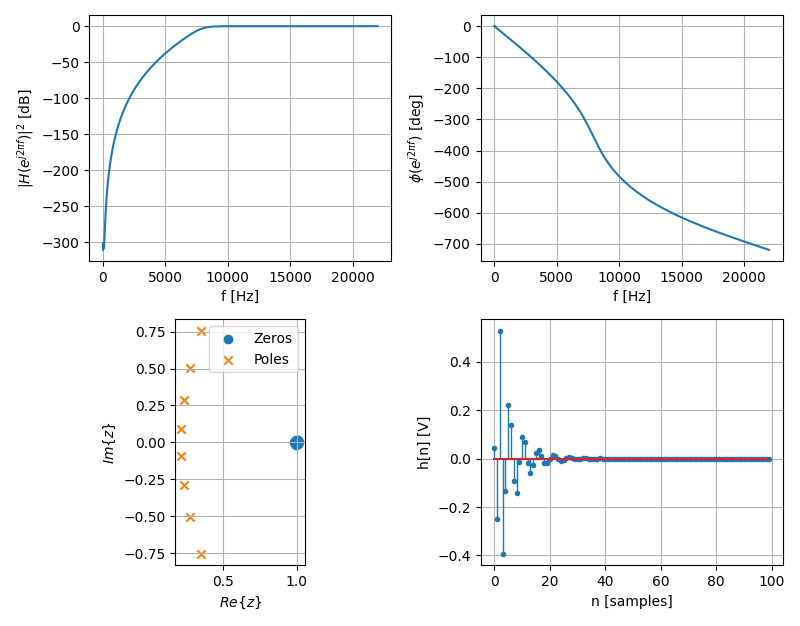 0
−50
−100
−150
−200
−250
−300
|H(e^{j2πf})|² [dB]
0 5000 10000 15000 20000
f [Hz]
0
−100
−200
−300
−400
−500
−600
−700
ϕ(e^{j2πf}) [deg]
0 5000 10000 15000 20000
f [Hz]
0.75
0.50
0.25
0.00
−0.25
−0.50
−0.75
Im{z}
Zeros
Poles
0.5 1.0
Re{z}
0.4
0.2
0.0
−0.2
−0.4
h[n] [V]
0 20 40 60 80 100
n [samples]